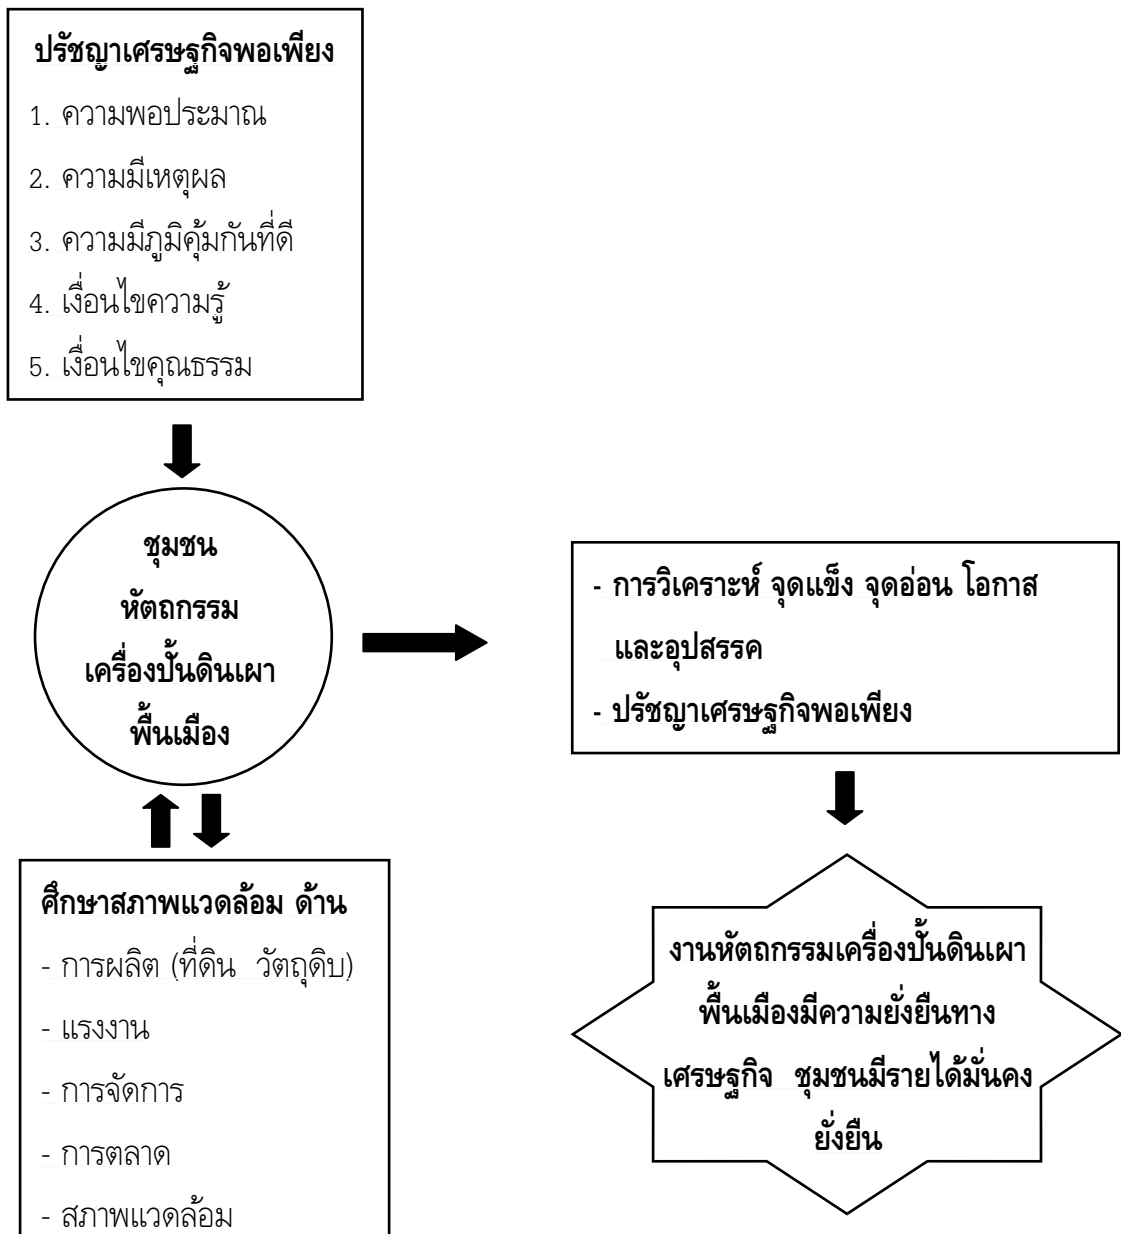 ปรัชญาเศรษฐกิจพอเพียง
1. ความพอประมาณ
2. ความมีเหตุผล
3. ความมีภูมิคุ้มกันที่ดี
4. เงื่อนไขความรู้
5. เงื่อนไขคุณธรรม
ชุมชน
หัตถกรรม
เครื่องปั้นดินเผา
พื้นเมือง
- การวิเคราะห์ จุดแข็ง จุดอ่อน โอกาส
และอุปสรรค
- ปรัชญาเศรษฐกิจพอเพียง
ศึกษาสภาพแวดล้อม ด้าน
- การผลิต (ที่ดิน วัตถุดิบ)
- แรงงาน
- การจัดการ
- การตลาด
- สภาพแวดล้อม
งานหัตถกรรมเครื่องปั้นดินเผา
พื้นเมืองมีความยั่งยืนทาง
เศรษฐกิจ ชุมชนมีรายได้มั่นคง
ยั่งยืน